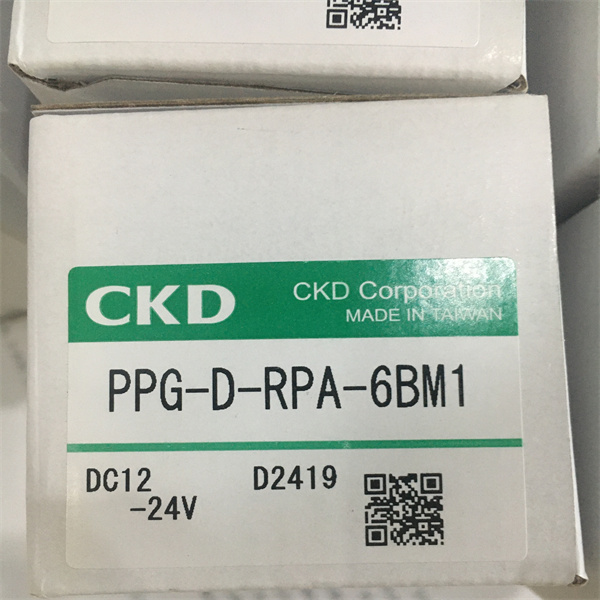 CKD
CKD Corporation
MADE IN TAIWAN
PPG-D-RPA-6BM1
DC12 D2419
-24V